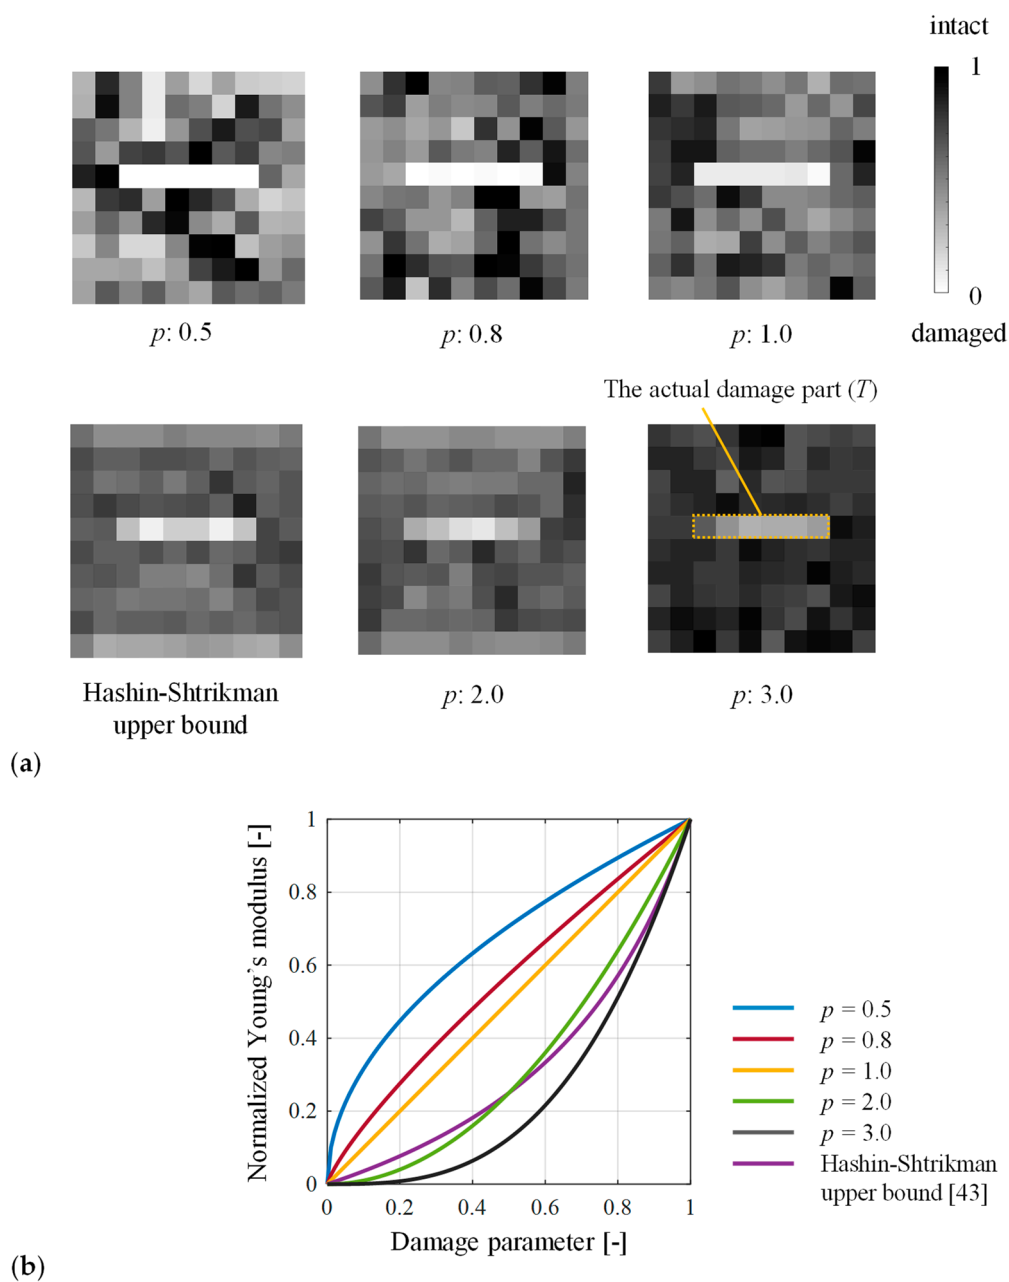 intact
1
0
damaged
p: 0.5
p: 0.8
p: 1.0
The actual damage part (T)
Hashin-Shtrikman
upper bound
p: 2.0
p: 3.0
(a)
Normalized Young's modulus [-]
1
0.8
0.6
0.4
0.2
0
0 0.2 0.4 0.6 0.8 1
Damage parameter [-]
p = 0.5
p = 0.8
p = 1.0
p = 2.0
p = 3.0
Hashin-Shtrikman
upper bound [43]
(b)